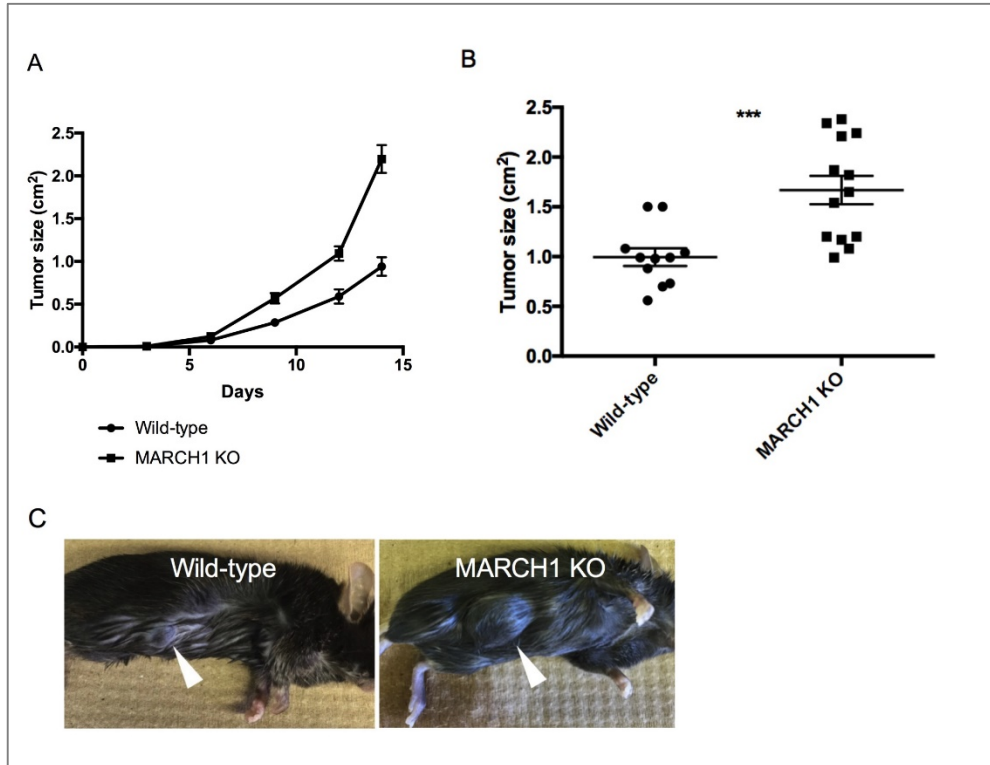 A
Tumor size (cm²)
2.5
2.0
1.5
1.0
0.5
0.0
0 5 10 15
Days
Wild-type
MARCH1 KO
B
Tumor size (cm²)
2.5
2.0
1.5
1.0
0.5
0.0
***
Wild-type
MARCH1 KO
C
Wild-type
MARCH1 KO